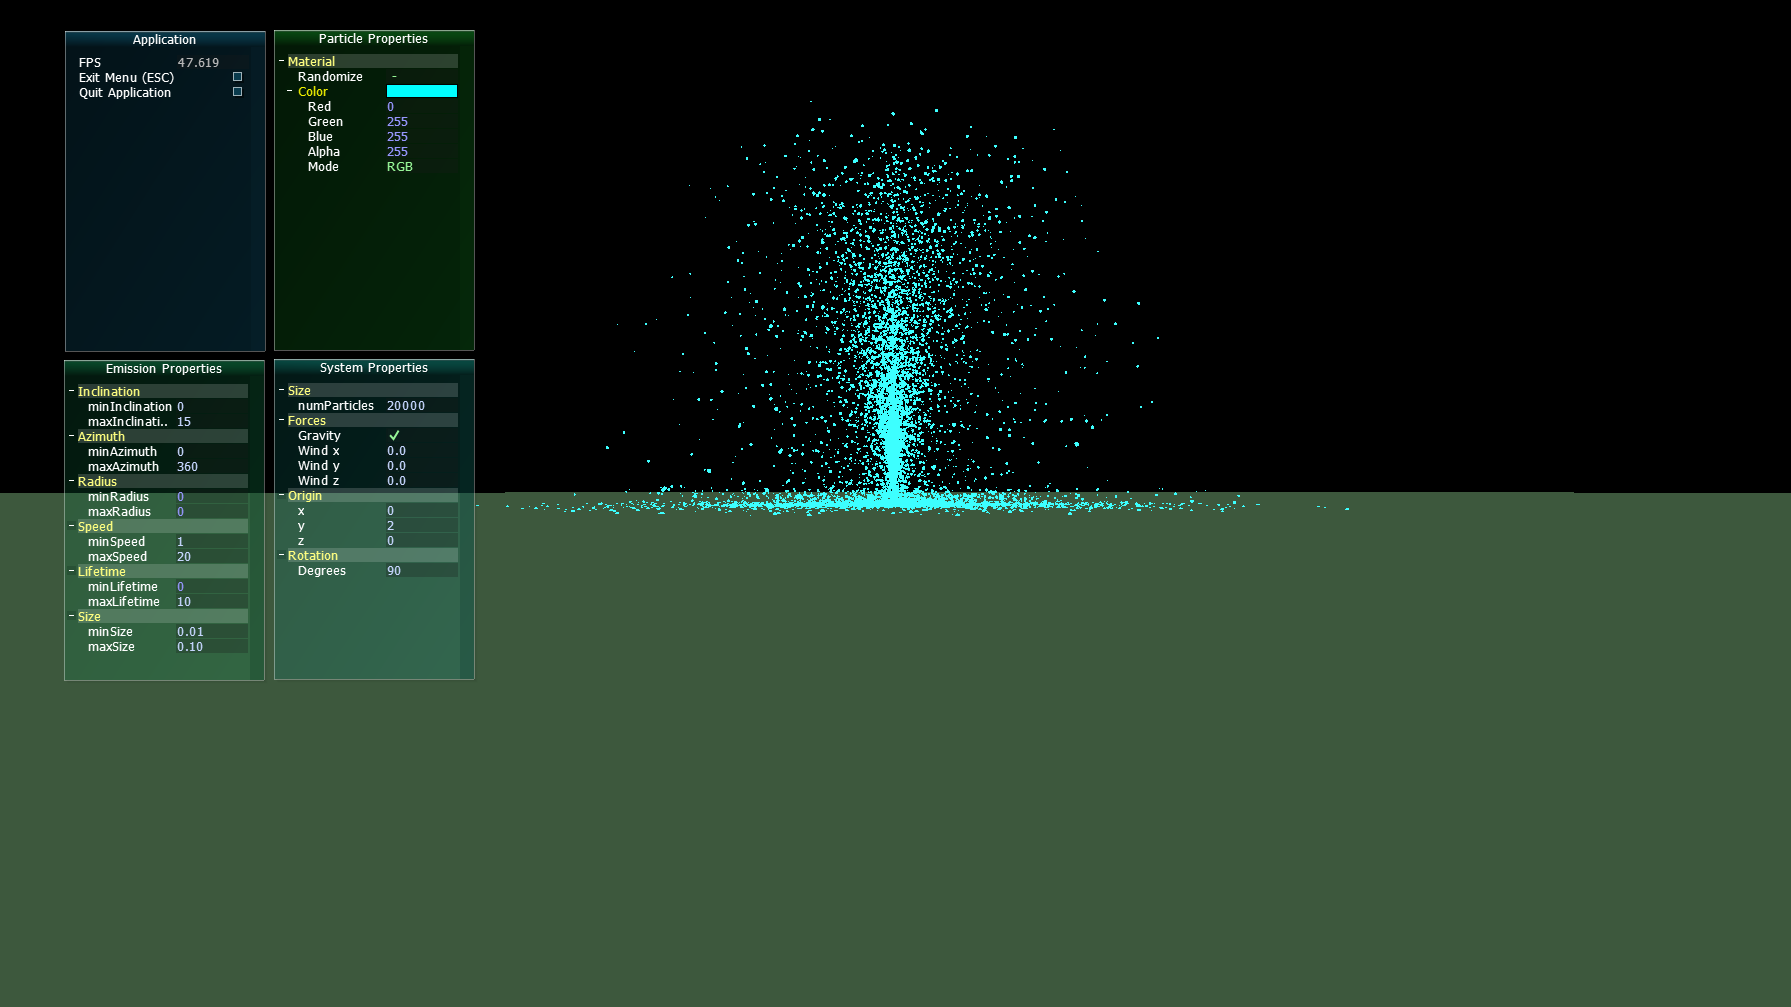 Application
FPS 47.619
Exit Menu (ESC)
Quit Application
Particle Properties
Material
Randomize -
Color
Red 0
Green 255
Blue 255
Alpha 255
Mode RGB
Emission Properties
Inclination
minInclination 0
maxInclinati.. 15
Azimuth
minAzimuth 0
maxAzimuth 360
Radius
minRadius 0
maxRadius 0
Speed
minSpeed 1
maxSpeed 20
Lifetime
minLifetime 0
maxLifetime 10
Size
minSize 0.01
maxSize 0.10
System Properties
Size
numParticles 20000
Forces
Gravity ✓
Wind x 0.0
Wind y 0.0
Wind z 0.0
Origin
x 0
y 2
z 0
Rotation
Degrees 90